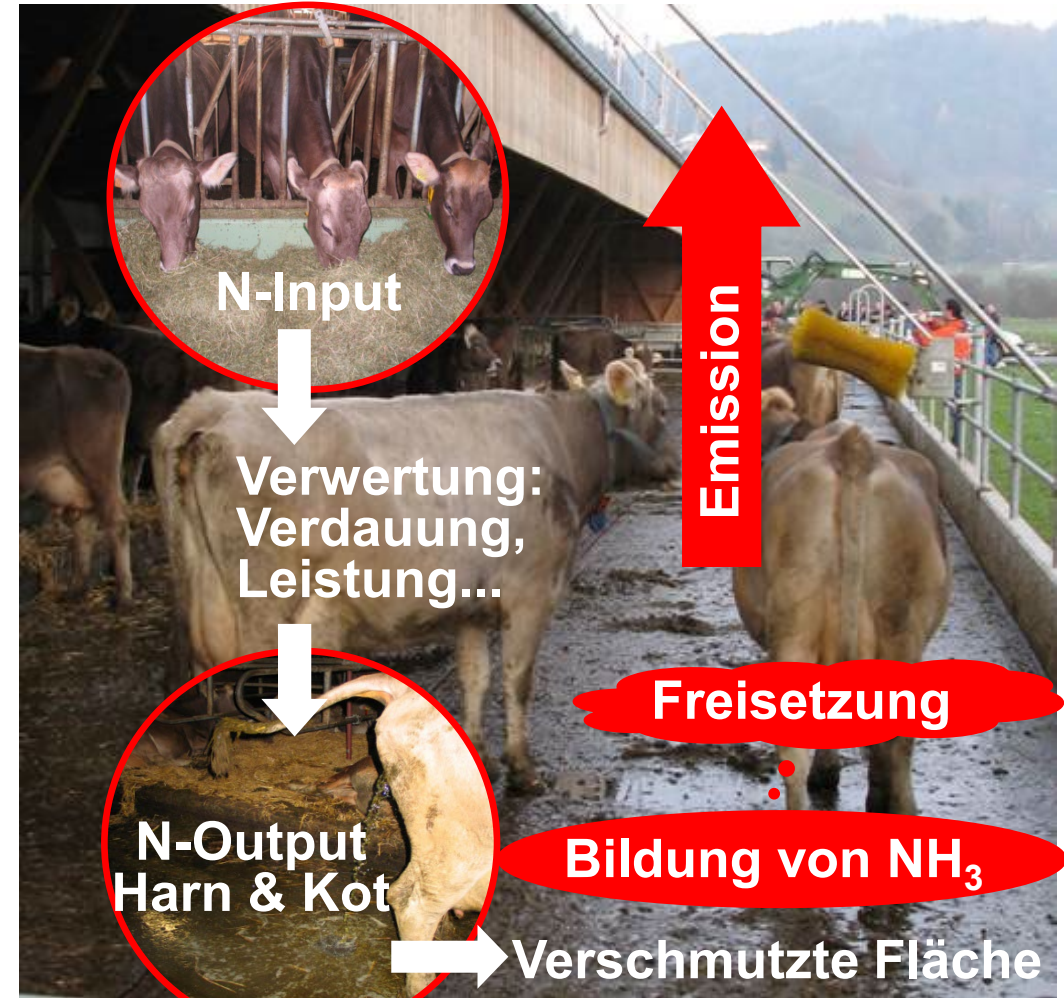 N-Input
Verwertung:
Verdauung,
Leistung...
N-Output
Harn & Kot
Verschmutzte Fläche
Bildung von NH₃
Freisetzung
Emission